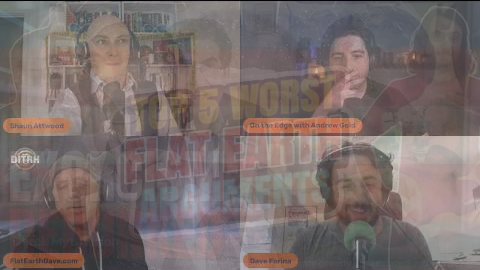 Shaun Attwood
On the Edge with Andrew Gold
TOP 5 WORST
FLAT EARTH
ARGUMENTS
DITRH
FlatEarthDave.com
Dave Farina